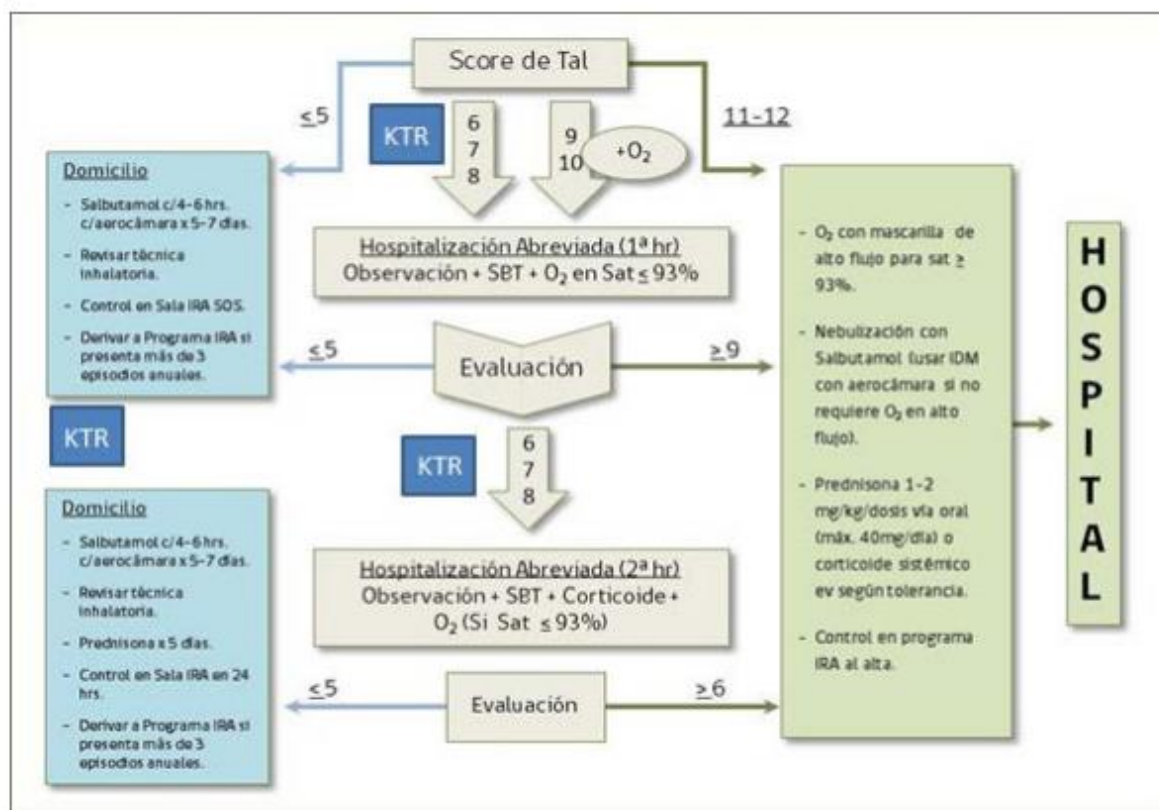 Score de Tal
≤5
KTR
6
7
8
9
10
+O₂
11-12
Domicilio
- Salbutamol c/4-6 hrs.
c/aerocámara x 5-7 días.
- Revisar técnica
inhalatoria.
- Control en Sala IRA SOS.
- Derivar a Programa IRA si
presenta más de 3
episodios anuales.
Hospitalización Abreviada (1ª hr)
Observación + SBT + O₂ en Sat ≤ 93%
≤5
Evaluación
≥9
KTR
KTR
6
7
8
Domicilio
- Salbutamol c/4-6 hrs.
c/aerocámara x 5-7 días.
- Revisar técnica
inhalatoria.
- Prednisona x 5 días.
- Control en Sala IRA en 24
hrs.
- Derivar a Programa IRA si
presenta más de 3
episodios anuales.
Hospitalización Abreviada (2ª hr)
Observación + SBT + Corticoide +
O₂ (Si Sat ≤ 93%)
≤5
Evaluación
≥6
- O₂ con mascarilla de
alto flujo para sat ≥
93%.
- Nebulización con
Salbutamol (usar IDM
con aerocámara si no
requiere O₂ en alto
flujo).
- Prednisona 1-2
mg/kg/dosis vía oral
(máx. 40mg/día) o
corticoide sistémico
ev según tolerancia.
- Control en programa
IRA al alta.
HOSPITAL